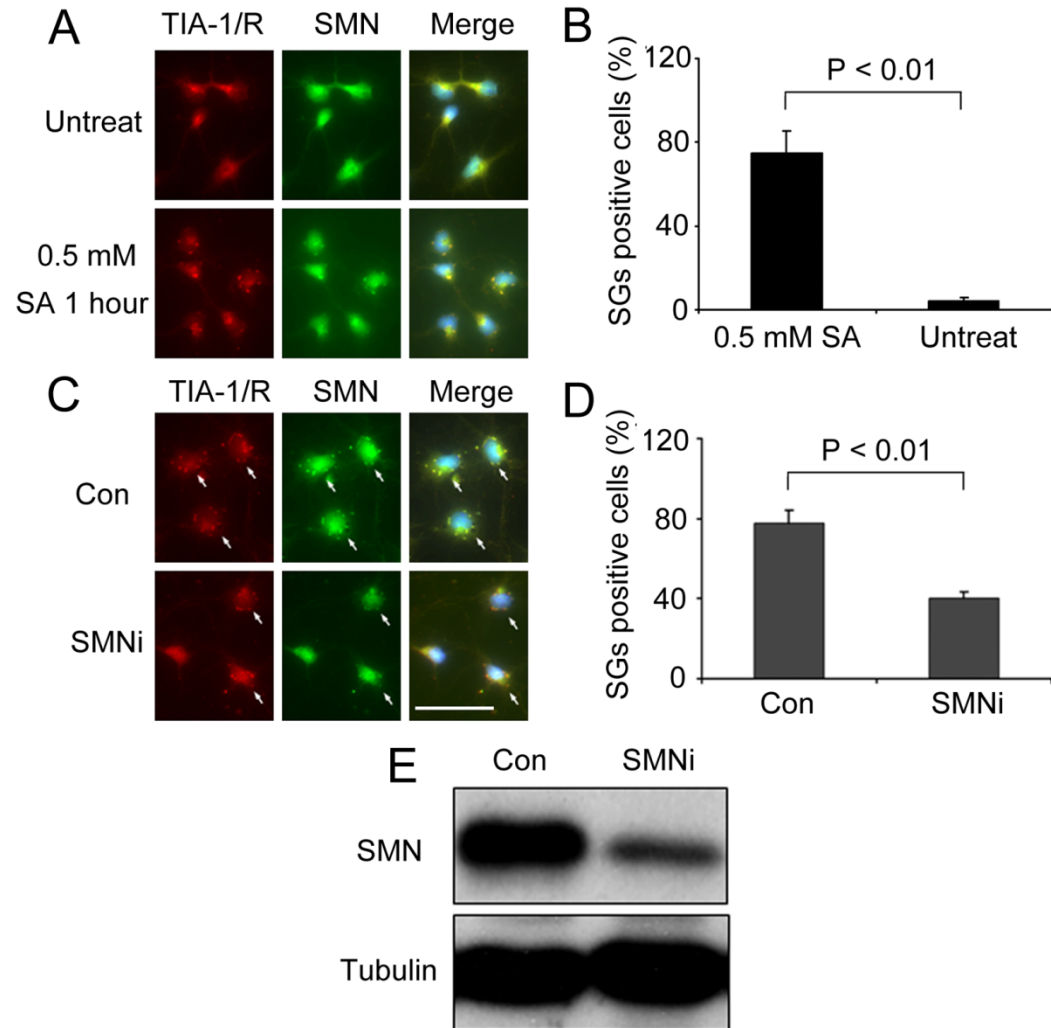 A
TIA-1/R SMN Merge
Untreat
0.5 mM
SA 1 hour
B
SGs positive cells (%)
120
80
40
0
P < 0.01
0.5 mM SA Untreat
C
TIA-1/R SMN Merge
Con
SMNi
D
SGs positive cells (%)
120
80
40
0
P < 0.01
Con SMNi
E
Con SMNi
SMN
Tubulin